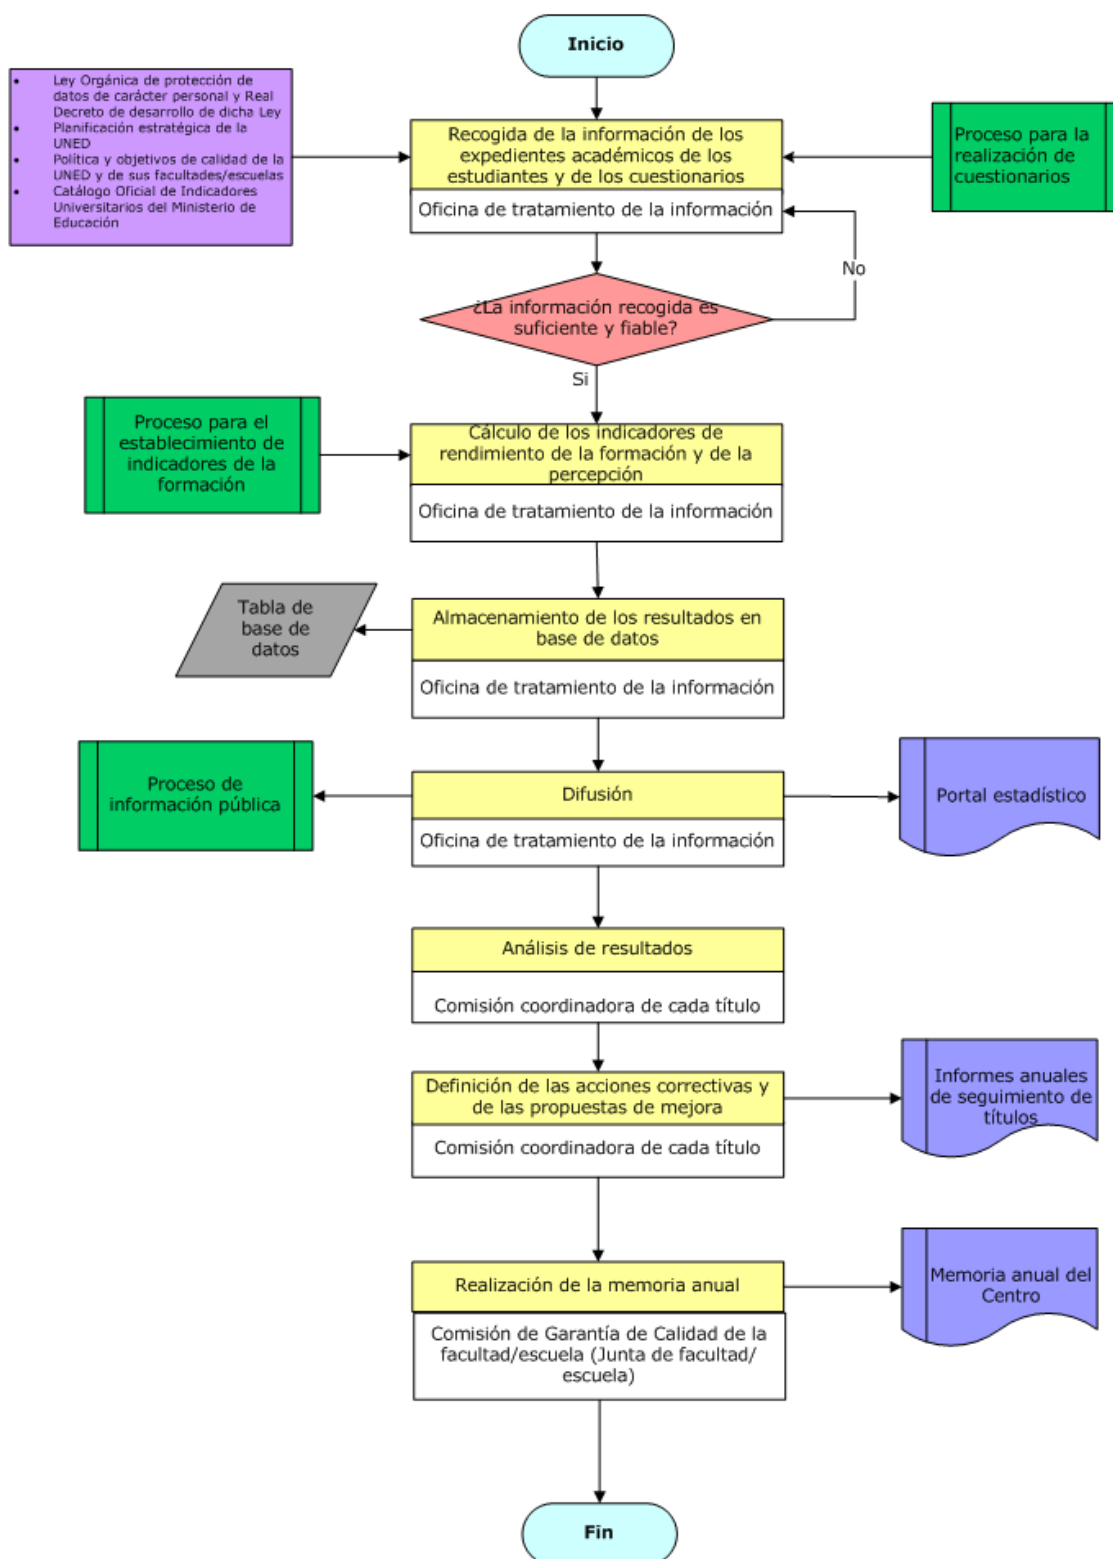 Inicio
• Ley Orgánica de protección de
datos de carácter personal y Real
Decreto de desarrollo de dicha Ley
• Planificación estratégica de la
UNED
• Política y objetivos de calidad de la
UNED y de sus facultades/escuelas
• Catálogo Oficial de Indicadores
Universitarios del Ministerio de
Educación
Recogida de la información de los
expedientes académicos de los
estudiantes y de los cuestionarios
Oficina de tratamiento de la información
Proceso para la
realización de
cuestionarios
No
¿La información recogida es
suficiente y fiable?
Si
Proceso para el
establecimiento de
indicadores de la
formación
Cálculo de los indicadores de
rendimiento de la formación y de la
percepción
Oficina de tratamiento de la información
Tabla de
base de
datos
Almacenamiento de los resultados en
base de datos
Oficina de tratamiento de la información
Proceso de
información pública
Difusión
Oficina de tratamiento de la información
Portal estadístico
Análisis de resultados
Comisión coordinadora de cada título
Definición de las acciones correctivas y
de las propuestas de mejora
Comisión coordinadora de cada título
Informes anuales
de seguimiento de
títulos
Realización de la memoria anual
Comisión de Garantía de Calidad de la
facultad/escuela (Junta de facultad/
escuela)
Memoria anual del
Centro
Fin